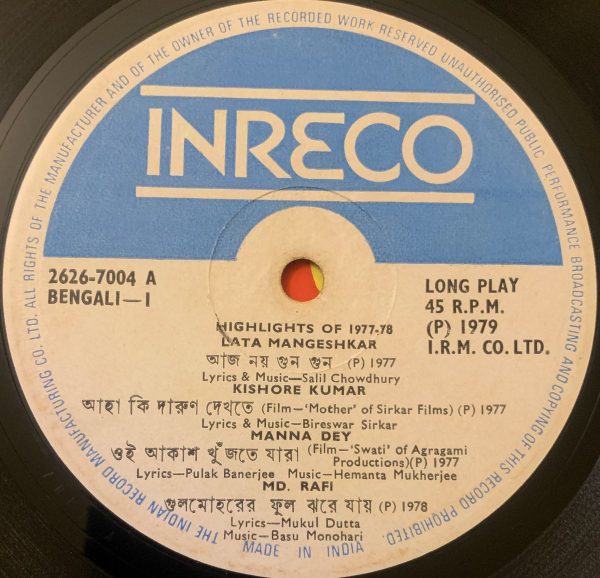 ALL RIGHTS OF THE MANUFACTURER AND OF THE OWNER OF THE RECORDED WORK RESERVED UNAUTHORISED PUBLIC PERFORMANCE BROADCASTING AND COPYING OF THIS RECORD PROHIBITED.
INRECO
2626-7004 A
BENGALI—I
LONG PLAY
45 R.P.M.
(P) 1979
I.R.M. CO. LTD.
HIGHLIGHTS OF 1977-78
LATA MANGESHKAR
আজ নয় গুন গুন (P) 1977
Lyrics & Music—Salil Chowdhury
KISHORE KUMAR
আহা কি দারুণ দেখতে (Film—'Mother' of Sirkar Films) (P) 1977
Lyrics & Music—Bireswar Sirkar
MANNA DEY
ওই আকাশ খুঁজতে যারা (Film—'Swati' of Agragami
Productions)(P) 1977
Lyrics—Pulak Banerjee Music—Hemanta Mukherjee
MD. RAFI
গুলমোহরের ফুল ঝরে যায় (P) 1978
Lyrics—Mukul Dutta
Music—Basu Monohari
MADE IN INDIA
THE INDIAN RECORD MANUFACTURING CO. LTD.